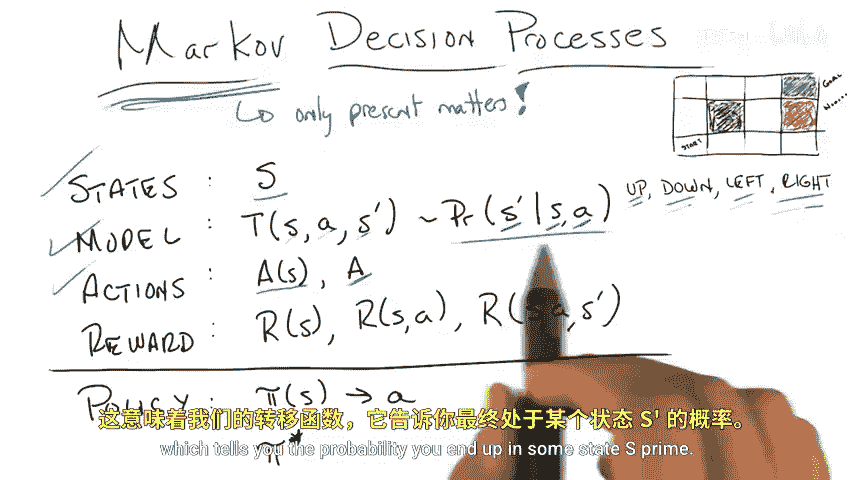 Markov Decision Processes
↳ only present matters!
Goal
START
UP, DOWN, LEFT, RIGHT
STATES : S
MODEL : T(s, a, s') ~ Pr(s' | s, a)
ACTIONS : A(s), A
REWARD : R(s), R(s,a), R(s,a,s')
POLICY : π(s) → a
π*
这意味着我们的转移函数，它告诉你最终处于某个状态 S' 的概率。
which tells you the probability you end up in some state S prime.